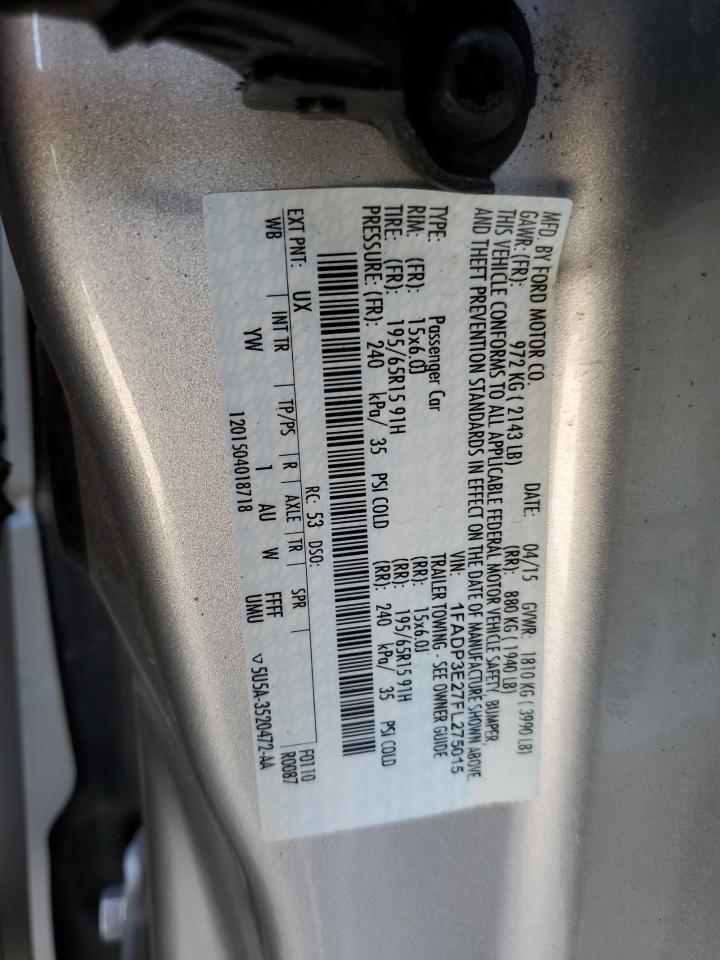 MFD. BY FORD MOTOR CO. DATE: 04/15 GVWR: 1810 KG ( 3990 LB)
GAWR: (FR): 972 KG ( 2143 LB) (RR): 880 KG ( 1940 LB)
THIS VEHICLE CONFORMS TO ALL APPLICABLE FEDERAL MOTOR VEHICLE SAFETY, BUMPER,
AND THEFT PREVENTION STANDARDS IN EFFECT ON THE DATE OF MANUFACTURE SHOWN ABOVE.
VIN: 1FADP3E27FL275015
TYPE: Passenger Car TRAILER TOWING - SEE OWNER GUIDE
RIM: (FR): 15x6.0J (RR): 15x6.0J
TIRE: (FR): 195/65R15 91H (RR): 195/65R15 91H
PRESSURE: (FR): 240 kPa/ 35 PSI COLD (RR): 240 kPa/ 35 PSI COLD
EXT PNT: UX RC: 53 DSO: F0110
WB INT TR TP/PS R AXLE TR SPR R0087
YW 1 AU W FFFF
1201504018718 UMU ▽ 5U5A-3520472-AA